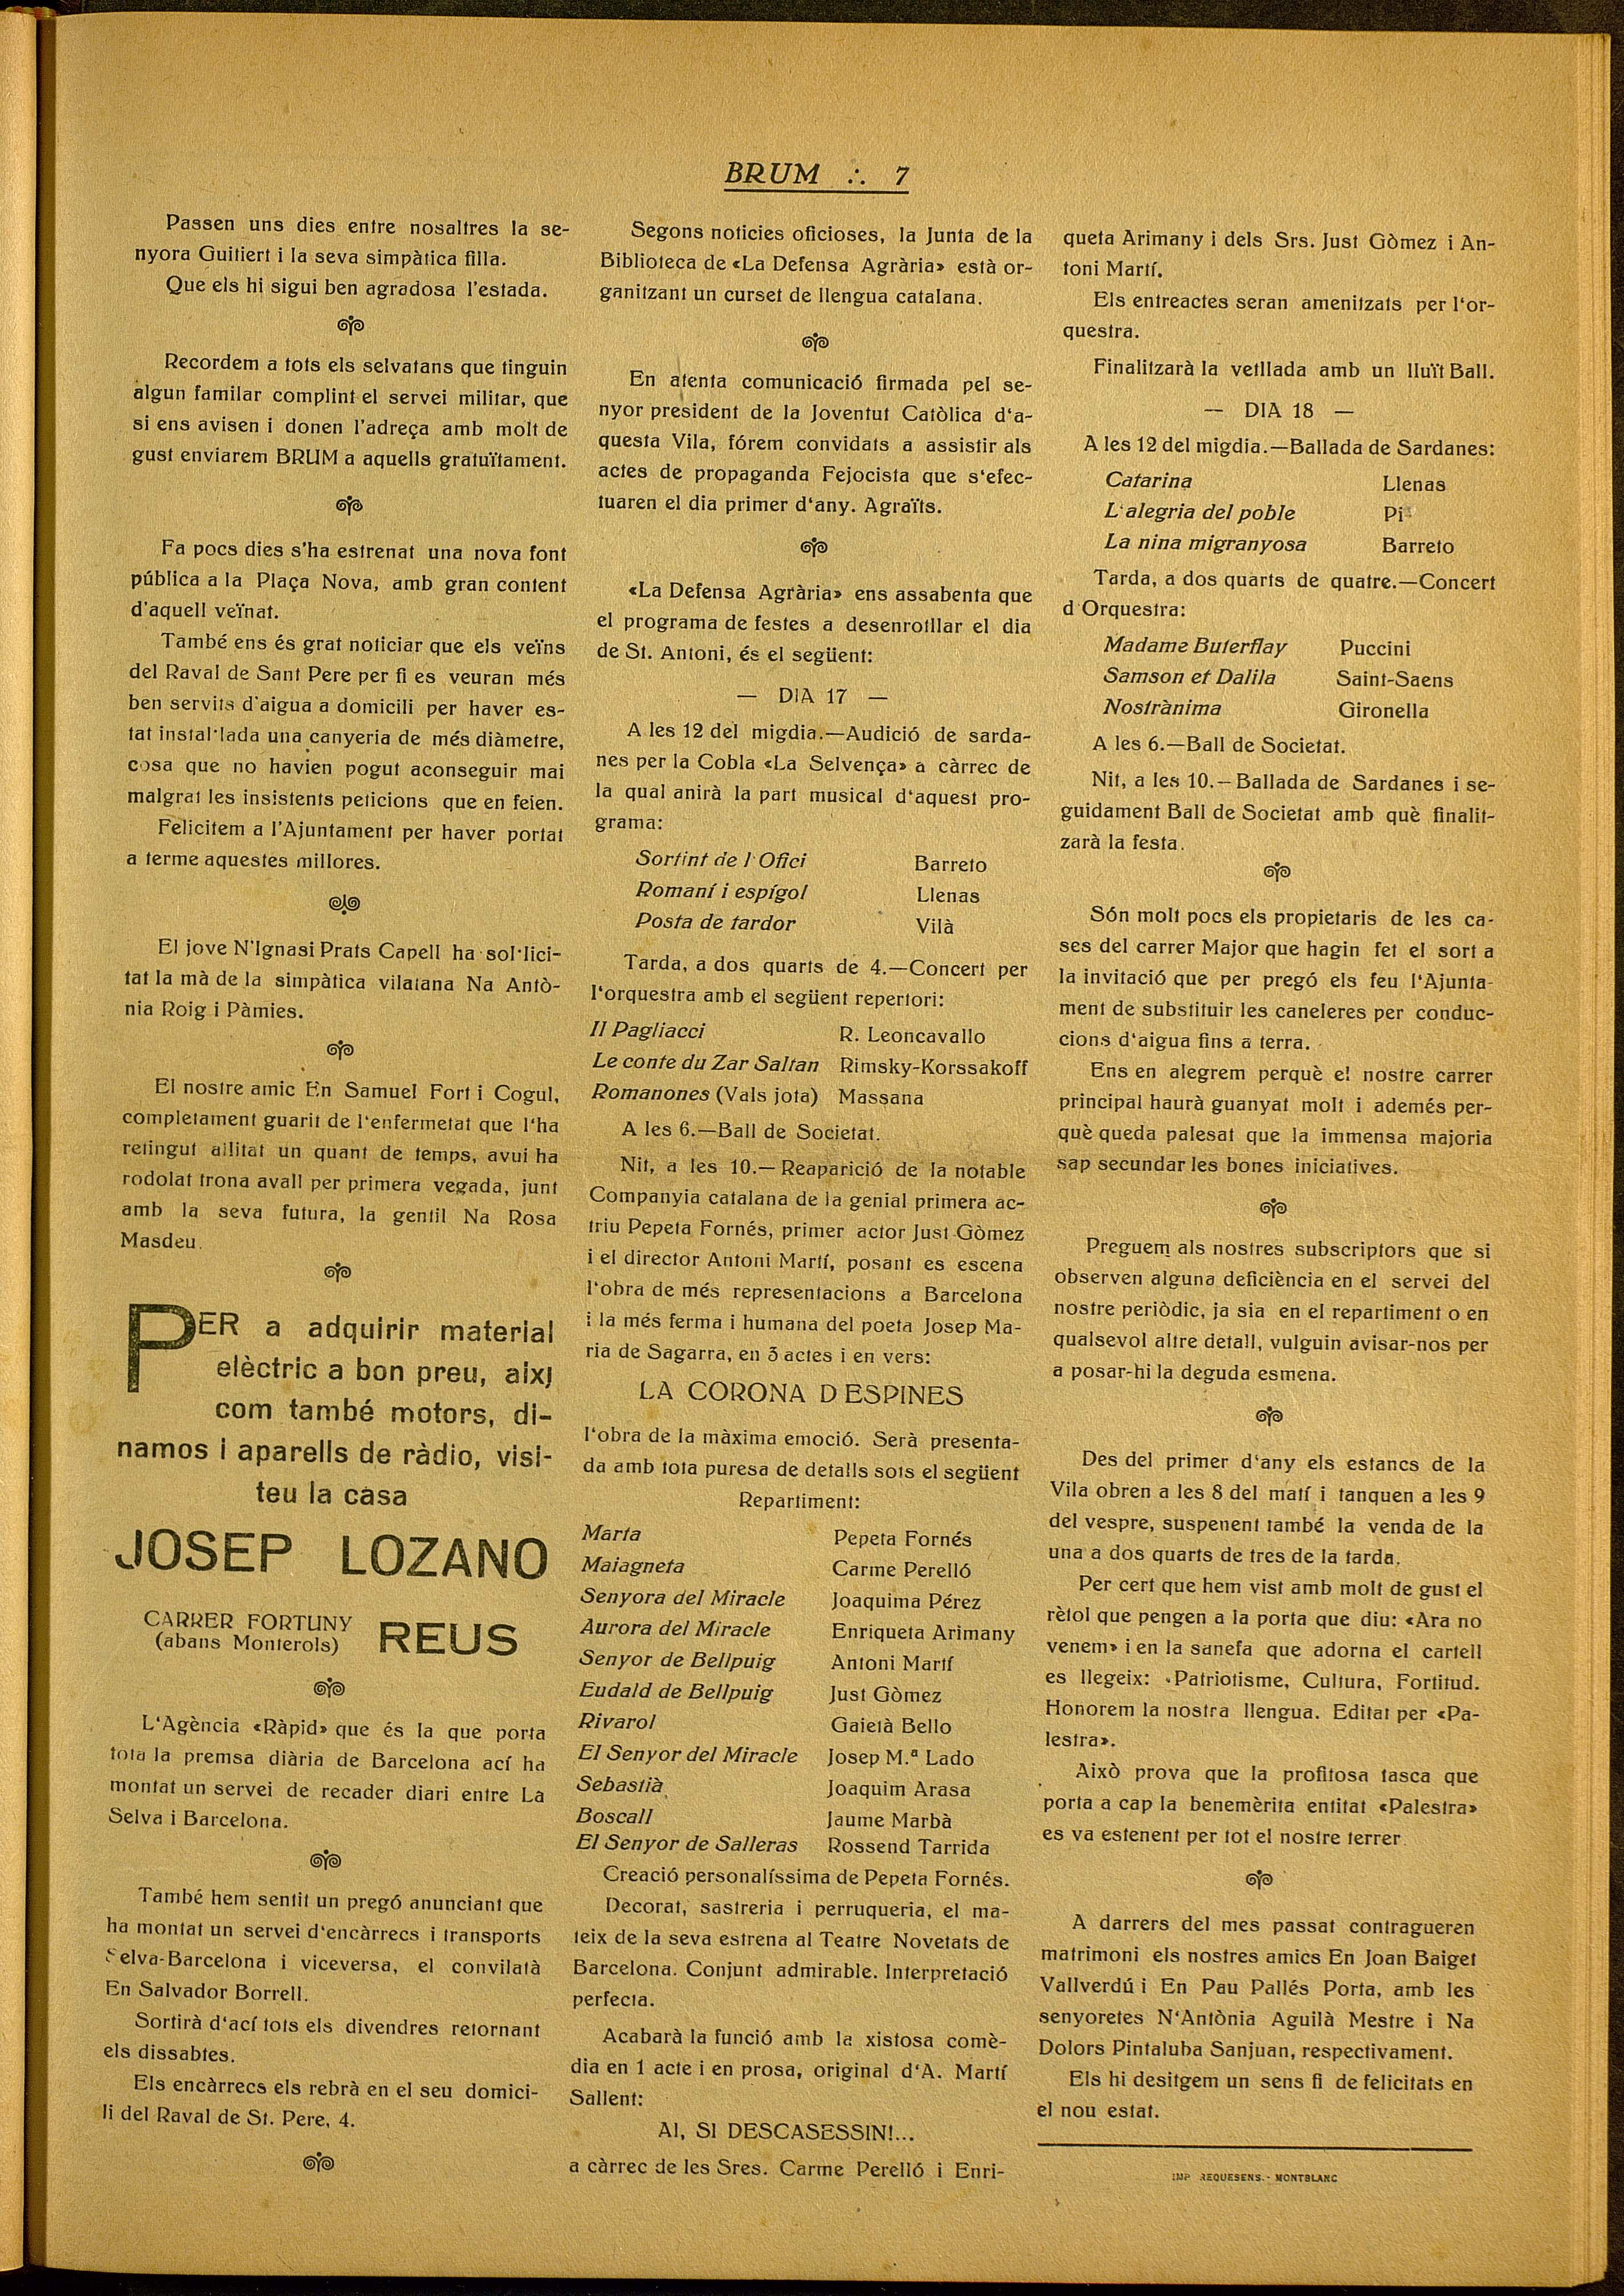 BRUM ∴ 7
Passen uns dies entre nosaltres la se-
nyora Guitiert i la seva simpàtica filla.
Que els hi sigui ben agradosa l'estada.
Recordem a tots els selvatans que tinguin
algun familar complint el servei militar, que
si ens avisen i donen l'adreça amb molt de
gust enviarem BRUM a aquells gratuïtament.
Fa pocs dies s'ha estrenat una nova font
pública a la Plaça Nova, amb gran content
d'aquell veïnat.
També ens és grat noticiar que els veïns
del Raval de Sant Pere per fi es veuran més
ben servits d'aigua a domicili per haver es-
tat instal·lada una canyeria de més diàmetre,
cosa que no havien pogut aconseguir mai
malgrat les insistents peticions que en feien.
Felicitem a l'Ajuntament per haver portat
a terme aquestes millores.
El jove N'Ignasi Prats Capell ha sol·lici-
tat la mà de la simpàtica vilatana Na Antò-
nia Roig i Pàmies.
El nostre amic En Samuel Fort i Cogul,
completament guarit de l'enfermetat que l'ha
retingut allitat un quant de temps, avui ha
rodolat trona avall per primera vegada, junt
amb la seva futura, la gentil Na Rosa
Masdeu.
PER a adquirir material
elèctric a bon preu, aixj
com també motors, di-
namos i aparells de ràdio, visi-
teu la casa
JOSEP LOZANO
CARRER FORTUNY
(abans Monterols) REUS
L'Agència «Ràpid» que és la que porta
tota la premsa diària de Barcelona ací ha
montat un servei de recader diari entre La
Selva i Barcelona.
També hem sentit un pregó anunciant que
ha montat un servei d'encàrrecs i transports
Selva-Barcelona i viceversa, el convilatà
En Salvador Borrell.
Sortirà d'ací tots els divendres retornant
els dissabtes.
Els encàrrecs els rebrà en el seu domici-
li del Raval de St. Pere, 4.
Segons noticies oficioses, la Junta de la
Biblioteca de «La Defensa Agrària» està or-
ganitzant un curset de llengua catalana.
En atenta comunicació firmada pel se-
nyor president de la Joventut Catòlica d'a-
questa Vila, fórem convidats a assistir als
actes de propaganda Fejocista que s'efec-
tuaren el dia primer d'any. Agraïts.
«La Defensa Agrària» ens assabenta que
el programa de festes a desenrotllar el dia
de St. Antoni, és el següent:
— DIA 17 —
A les 12 del migdia.—Audició de sarda-
nes per la Cobla «La Selvença» a càrrec de
la qual anirà la part musical d'aquest pro-
grama:
Sortint de l'Ofici Barreto
Romaní i espígol Llenas
Posta de tardor Vilà
Tarda, a dos quarts de 4.—Concert per
l'orquestra amb el següent repertori:
Il Pagliacci R. Leoncavallo
Le conte du Zar Saltan Rimsky-Korssakoff
Romanones (Vals jota) Massana
A les 6.—Ball de Societat.
Nit, a les 10.—Reaparició de la notable
Companyia catalana de la genial primera ac-
triu Pepeta Fornés, primer actor Just Gòmez
i el director Antoni Martí, posant es escena
l'obra de més representacions a Barcelona
i la més ferma i humana del poeta Josep Ma-
ria de Sagarra, en 3 actes i en vers:
LA CORONA D ESPINES
l'obra de la màxima emoció. Serà presenta-
da amb tota puresa de detalls sots el següent
Repartiment:
Marta Pepeta Fornés
Maiagneta Carme Perelló
Senyora del Miracle Joaquima Pérez
Aurora del Miracle Enriqueta Arimany
Senyor de Bellpuig Antoni Martí
Eudald de Bellpuig Just Gòmez
Rivarol Gaietà Bello
El Senyor del Miracle Josep M.ª Lado
Sebastià Joaquim Arasa
Boscall Jaume Marbà
El Senyor de Salleras Rossend Tarrida
Creació personalíssima de Pepeta Fornés.
Decorat, sastreria i perruqueria, el ma-
teix de la seva estrena al Teatre Novetats de
Barcelona. Conjunt admirable. Interpretació
perfecta.
Acabarà la funció amb la xistosa comè-
dia en 1 acte i en prosa, original d'A. Martí
Sallent:
AI, SI DESCASESSIN!...
a càrrec de les Sres. Carme Perelló i Enri-
queta Arimany i dels Srs. Just Gòmez i An-
toni Martí.
Els entreactes seran amenitzats per l'or-
questra.
Finalitzarà la vetllada amb un lluït Ball.
— DIA 18 —
A les 12 del migdia.—Ballada de Sardanes:
Catarina Llenas
L'alegria del poble Pi
La nina migranyosa Barreto
Tarda, a dos quarts de quatre.—Concert
d'Orquestra:
Madame Buterflay Puccini
Samson et Dalila Saint-Saens
Nostrànima Gironella
A les 6.—Ball de Societat.
Nit, a les 10.—Ballada de Sardanes i se-
guidament Ball de Societat amb què finalit-
zarà la festa.
Són molt pocs els propietaris de les ca-
ses del carrer Major que hagin fet el sort a
la invitació que per pregó els feu l'Ajunta-
ment de substituir les caneleres per conduc-
cions d'aigua fins a terra.
Ens en alegrem perquè el nostre carrer
principal haurà guanyat molt i ademés per-
què queda palesat que la immensa majoria
sap secundar les bones iniciatives.
Preguem als nostres subscriptors que si
observen alguna deficiència en el servei del
nostre periòdic, ja sia en el repartiment o en
qualsevol altre detall, vulguin avisar-nos per
a posar-hi la deguda esmena.
Des del primer d'any els estancs de la
Vila obren a les 8 del matí i tanquen a les 9
del vespre, suspenent també la venda de la
una a dos quarts de tres de la tarda.
Per cert que hem vist amb molt de gust el
rètol que pengen a la porta que diu: «Ara no
venem» i en la sanefa que adorna el cartell
es llegeix: «Patriotisme, Cultura, Fortitud.
Honorem la nostra llengua. Editat per «Pa-
lestra».
Això prova que la profitosa tasca que
porta a cap la benemèrita entitat «Palestra»
es va estenent per tot el nostre terrer.
A darrers del mes passat contragueren
matrimoni els nostres amics En Joan Baiget
Vallverdú i En Pau Pallés Porta, amb les
senyoretes N'Antònia Aguilà Mestre i Na
Dolors Pintaluba Sanjuan, respectivament.
Els hi desitgem un sens fi de felicitats en
el nou estat.
IMP REQUESENS.- MONTBLANC